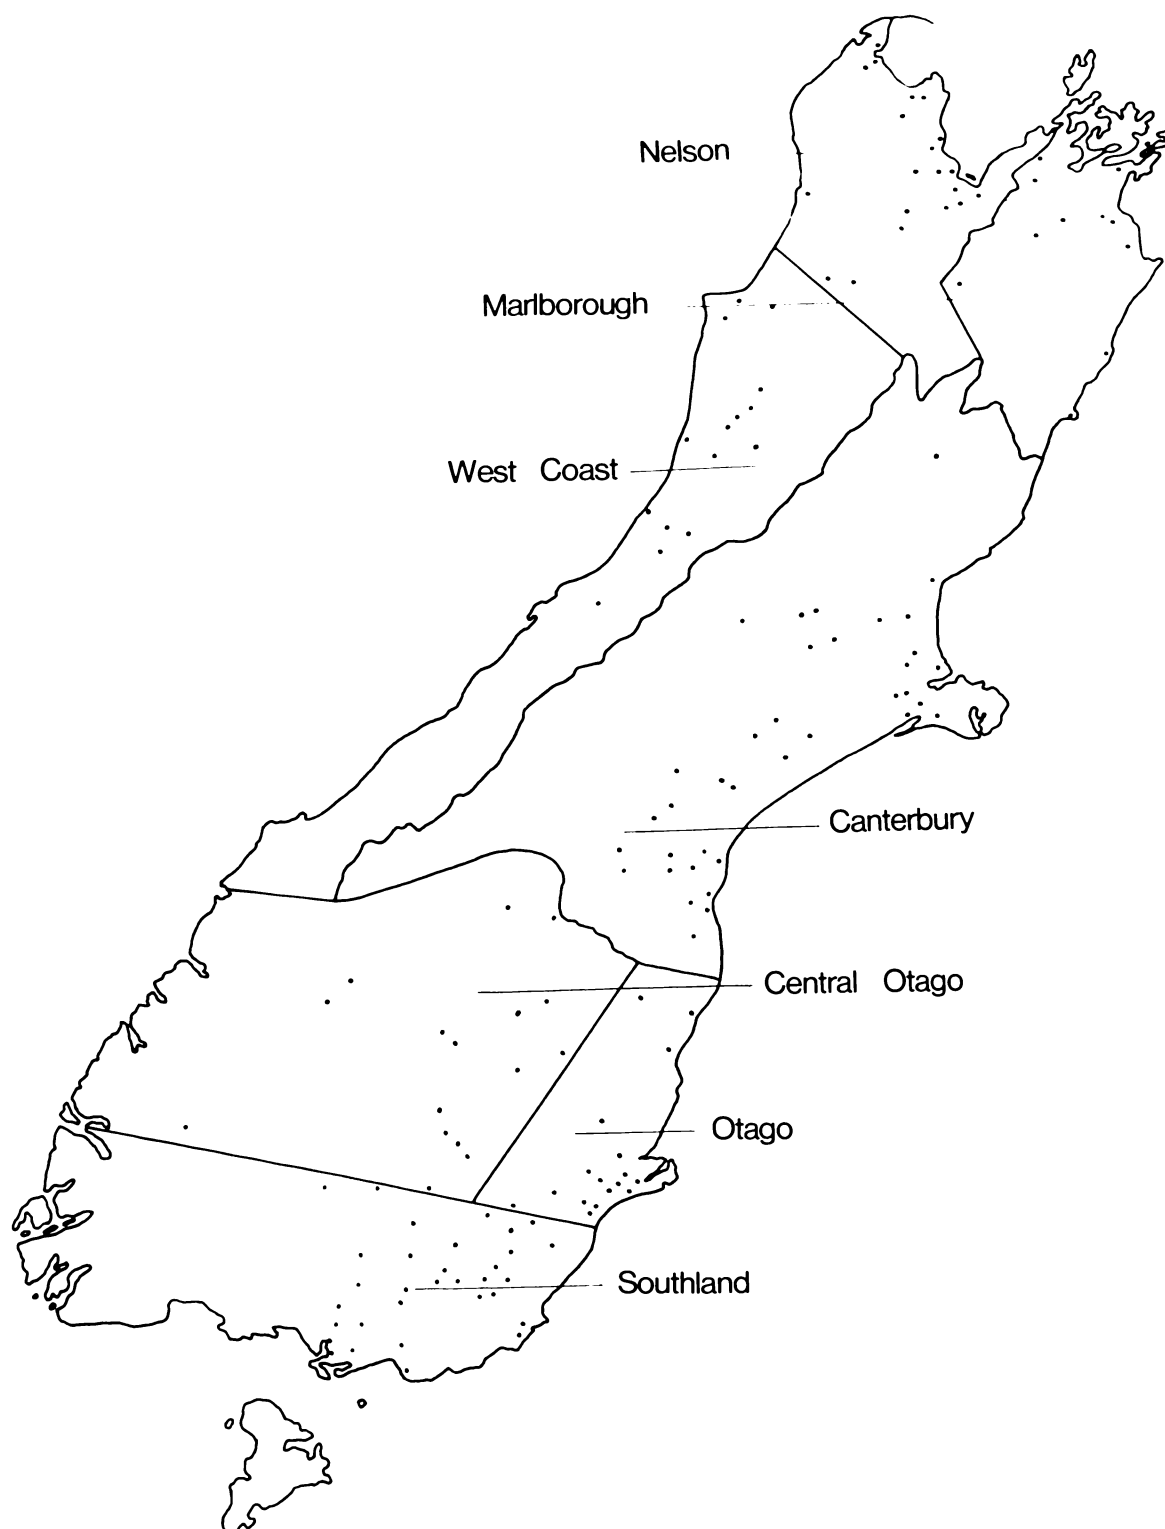 Nelson
Marlborough
West Coast
Canterbury
Central Otago
Otago
Southland